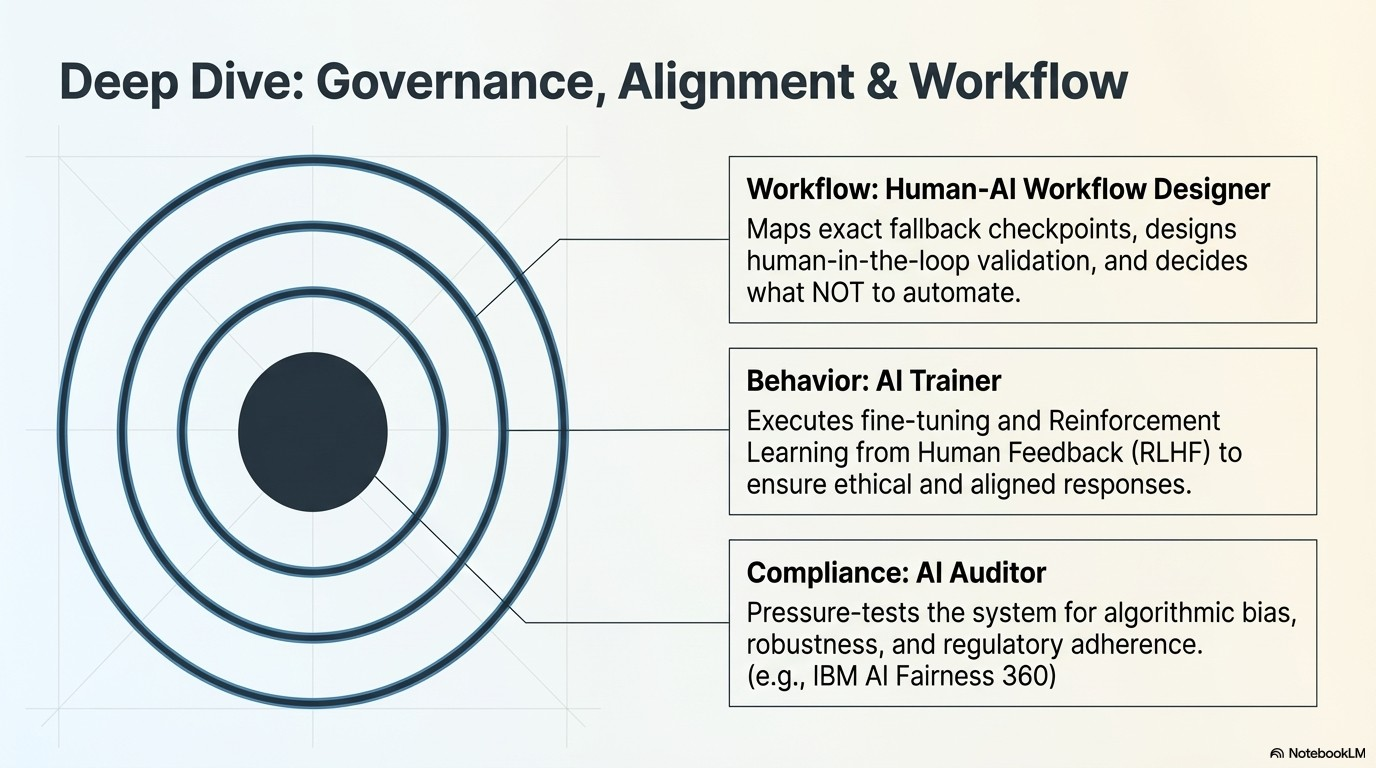 Deep Dive: Governance, Alignment & Workflow
Workflow: Human-AI Workflow Designer
Maps exact fallback checkpoints, designs
human-in-the-loop validation, and decides
what NOT to automate.
Behavior: AI Trainer
Executes fine-tuning and Reinforcement
Learning from Human Feedback (RLHF) to
ensure ethical and aligned responses.
Compliance: AI Auditor
Pressure-tests the system for algorithmic bias,
robustness, and regulatory adherence.
(e.g., IBM AI Fairness 360)
NotebookLM